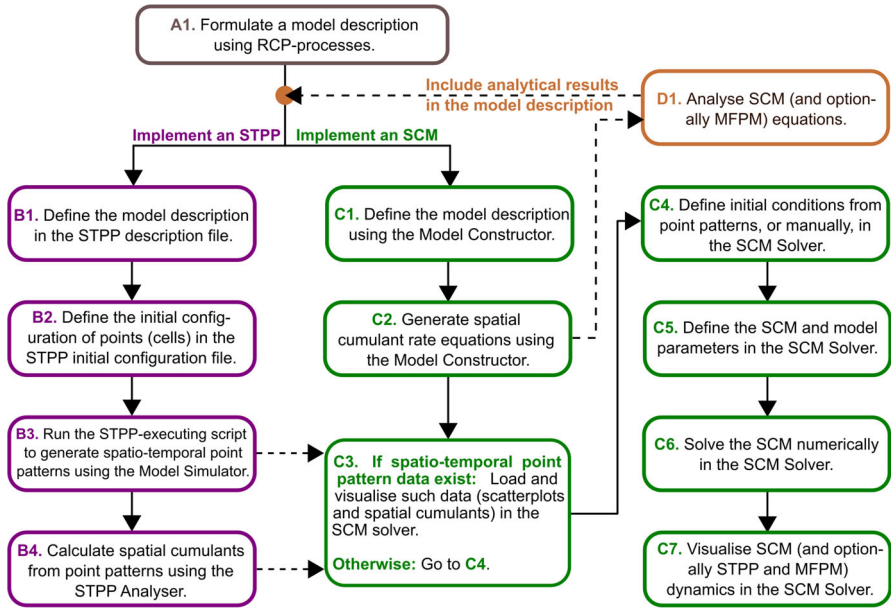 A1. Formulate a model description
using RCP-processes.
Include analytical results
in the model description
D1. Analyse SCM (and option-
ally MFPM) equations.
Implement an STPP
Implement an SCM
B1. Define the model description
in the STPP description file.
C1. Define the model description
using the Model Constructor.
C4. Define initial conditions from
point patterns, or manually, in
the SCM Solver.
B2. Define the initial config-
uration of points (cells) in the
STPP initial configuration file.
C2. Generate spatial
cumulant rate equations using
the Model Constructor.
C5. Define the SCM and model
parameters in the SCM Solver.
B3. Run the STPP-executing script
to generate spatio-temporal point
patterns using the Model Simulator.
C3. If spatio-temporal point
pattern data exist: Load and
visualise such data (scatterplots
and spatial cumulants) in the
SCM solver.
Otherwise: Go to C4.
C6. Solve the SCM numerically
in the SCM Solver.
B4. Calculate spatial cumulants
from point patterns using the
STPP Analyser.
C7. Visualise SCM (and option-
ally STPP and MFPM)
dynamics in the SCM Solver.